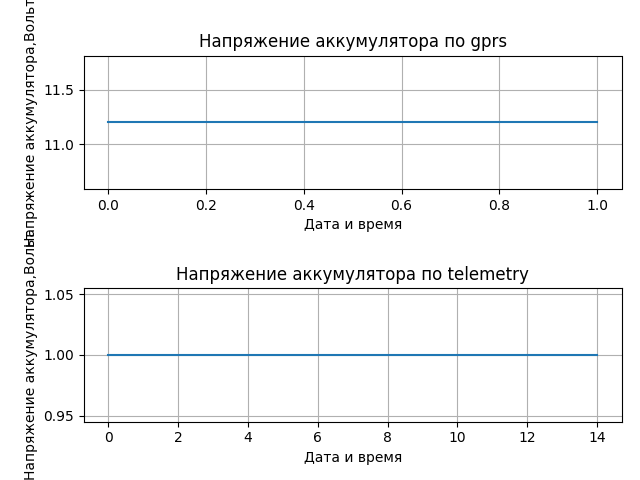 Напряжение аккумулятора по gprs
Напряжение аккумулятора,Вольт
11.5
11.0
0.0 0.2 0.4 0.6 0.8 1.0
Дата и время
Напряжение аккумулятора по telemetry
Напряжение аккумулятора,Вольт
1.05
1.00
0.95
0 2 4 6 8 10 12 14
Дата и время